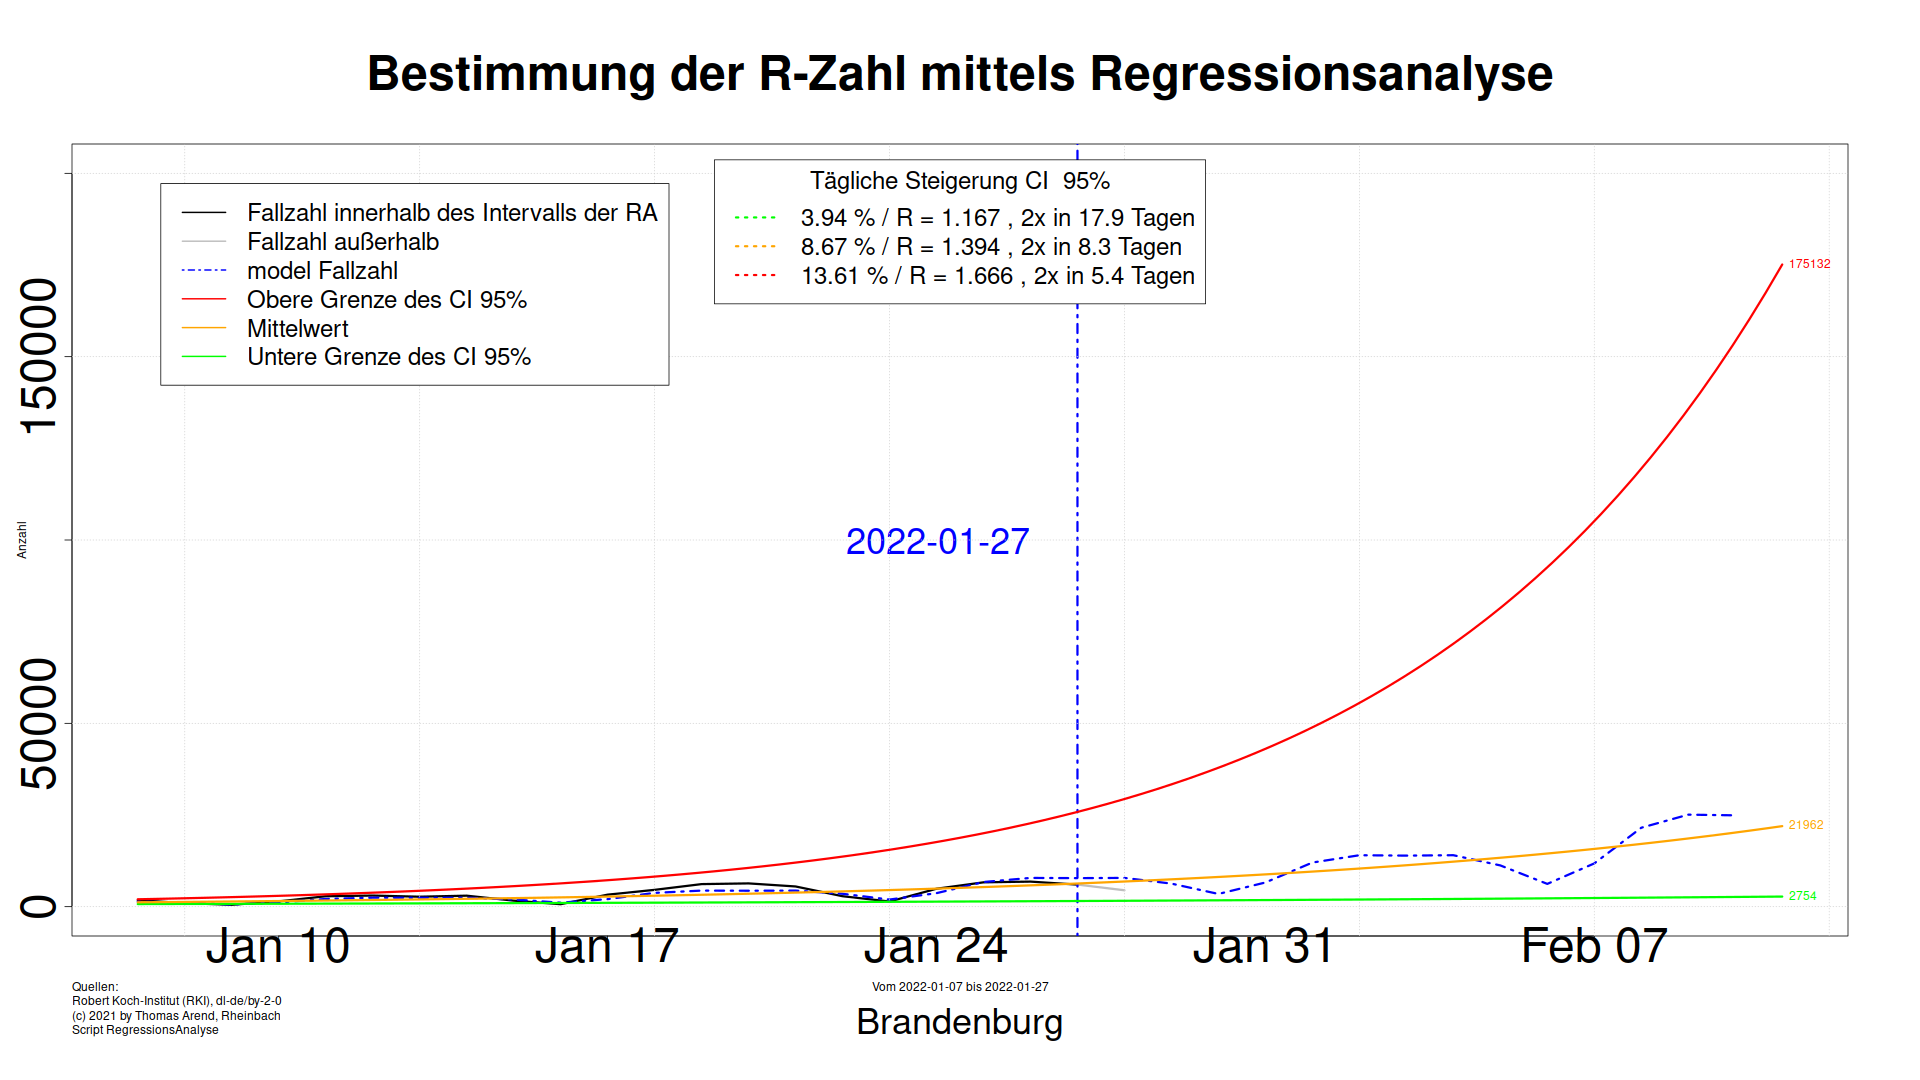 Bestimmung der R-Zahl mittels Regressionsanalyse
Fallzahl innerhalb des Intervalls der RA
Fallzahl außerhalb
model Fallzahl
Obere Grenze des CI 95%
Mittelwert
Untere Grenze des CI 95%
Tägliche Steigerung CI  95%
3.94 % / R = 1.167 , 2x in 17.9 Tagen
8.67 % / R = 1.394 , 2x in 8.3 Tagen
13.61 % / R = 1.666 , 2x in 5.4 Tagen
175132
150000
2022-01-27
Anzahl
50000
21962
2754
0
Jan 10
Jan 17
Jan 24
Jan 31
Feb 07
Quellen:
Robert Koch-Institut (RKI), dl-de/by-2-0
(c) 2021 by Thomas Arend, Rheinbach
Script RegressionsAnalyse
Vom 2022-01-07 bis 2022-01-27
Brandenburg